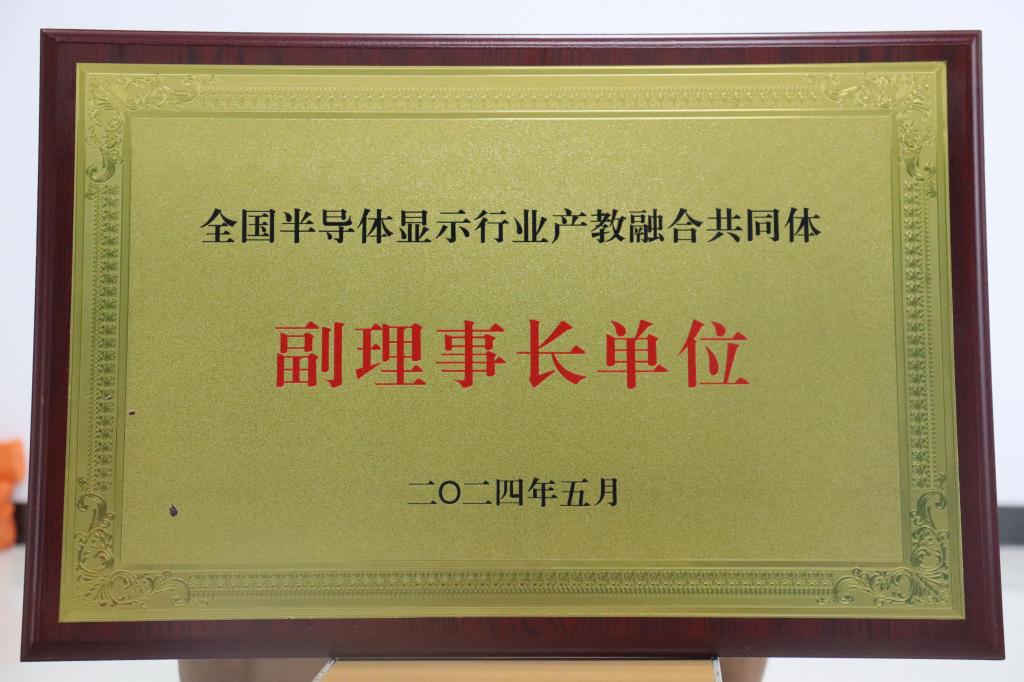 全国半导体显示行业产教融合共同体
副理事长单位
二〇二四年五月